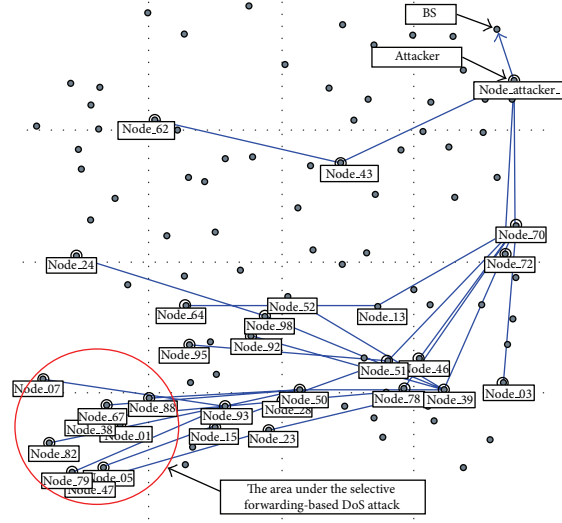 BS
Attacker
Node_attacker_
Node_62
Node_43
Node_70
Node_72
Node_24
Node_52
Node_64
Node_13
Node_98
Node_92
Node_95
Node_46
Node_51
Node_07
Node_03
Node_50
Node_78
Node_39
Node_88
Node_28
Node_67
Node_93
Node_38
Node_01
Node_15
Node_23
Node_82
Node_79
Node_05
Node_47
The area under the selective
forwarding-based DoS attack